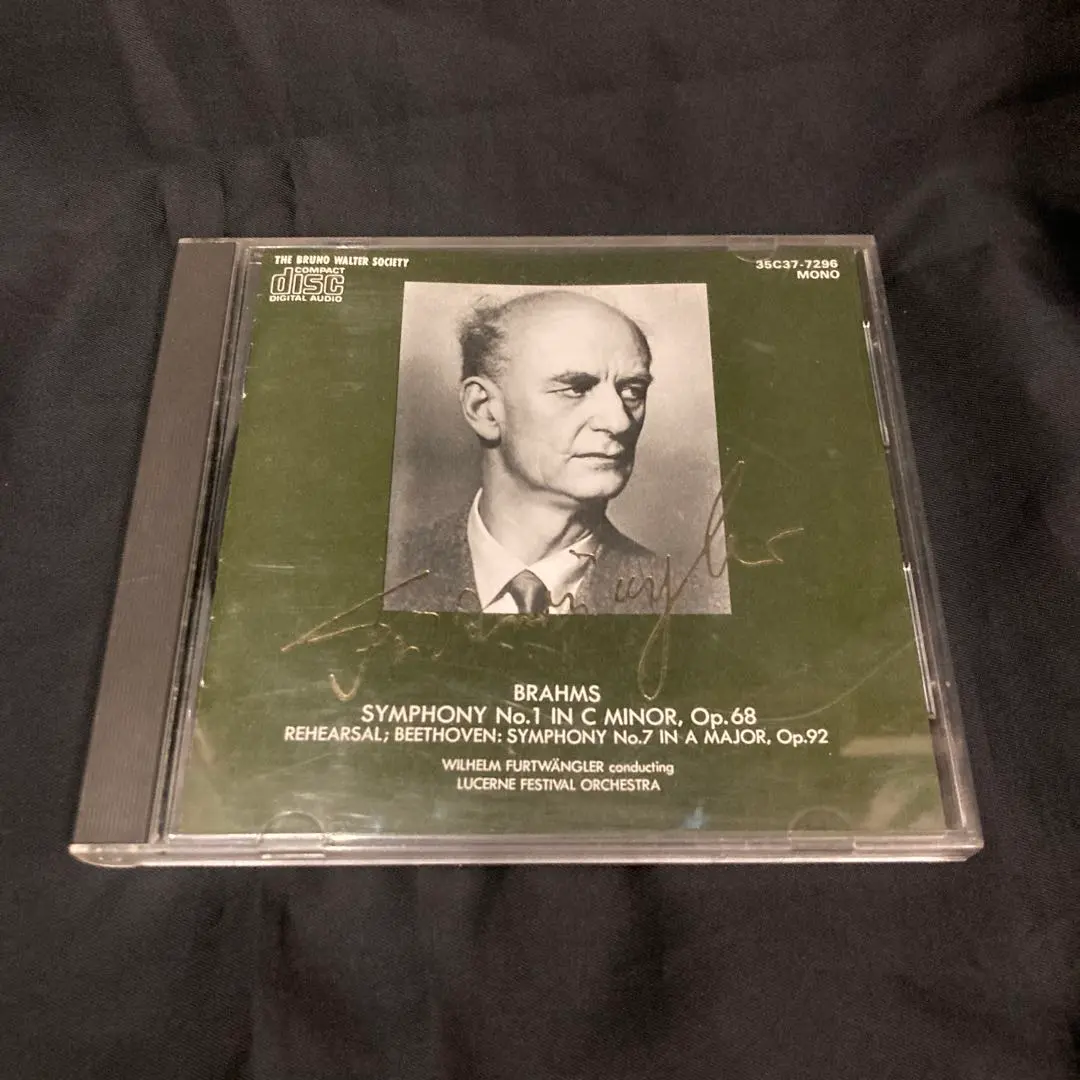 THE BRUNO WALTER SOCIETY
COMPACT
disc
DIGITAL AUDIO
35C37-7296
MONO
BRAHMS
SYMPHONY No.1 IN C MINOR, Op.68
REHEARSAL; BEETHOVEN: SYMPHONY No.7 IN A MAJOR, Op.92
WILHELM FURTWÄNGLER conducting
LUCERNE FESTIVAL ORCHESTRA